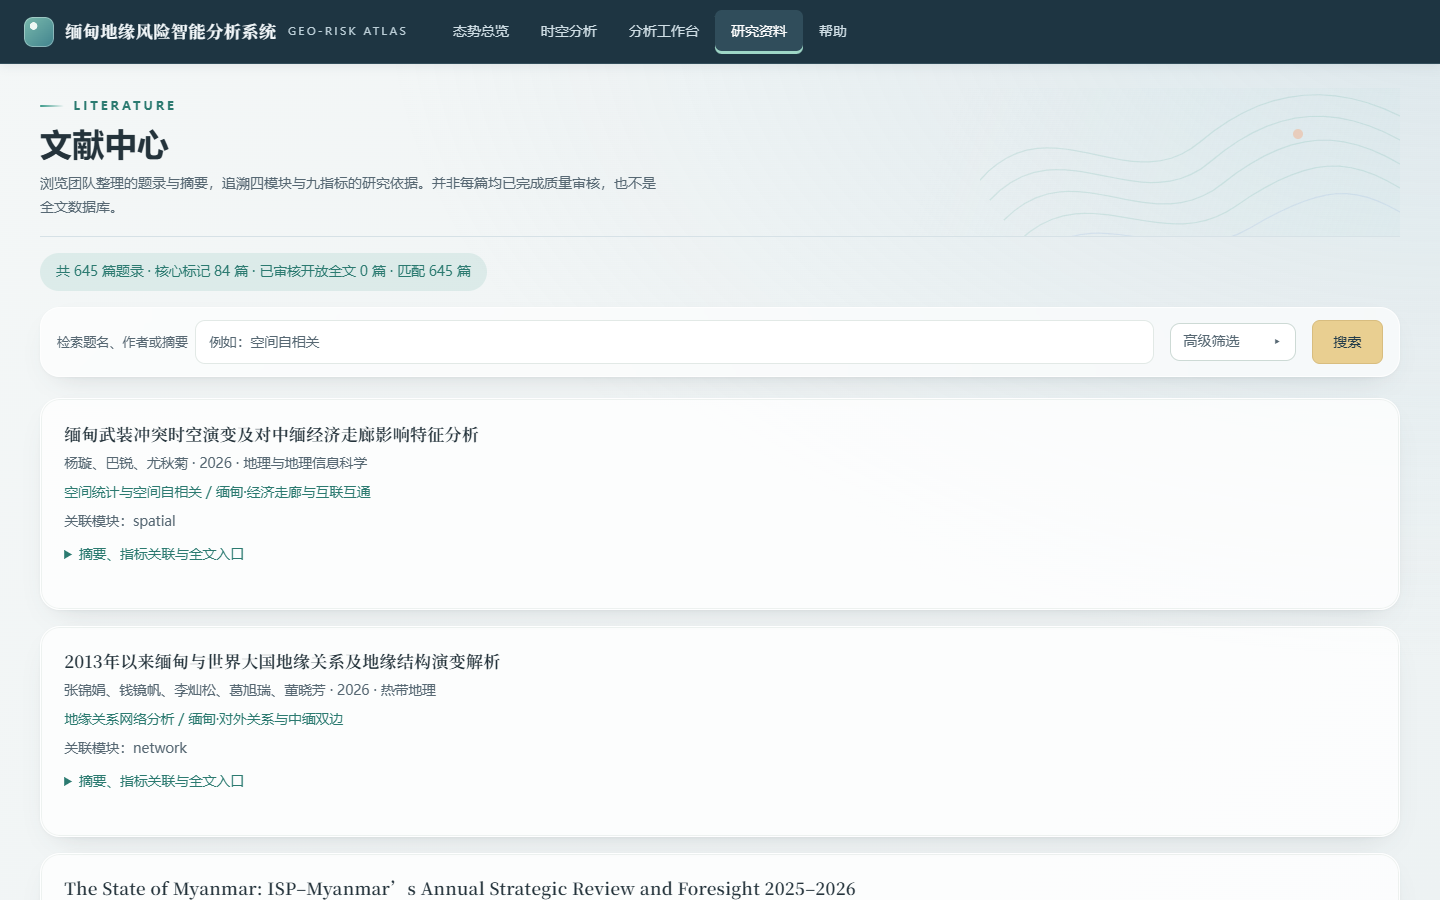 缅甸地缘风险智能分析系统 GEO-RISK ATLAS 态势总览 时空分析 分析工作台 研究资料 帮助
LITERATURE
文献中心
浏览团队整理的题录与摘要，追溯四模块与九指标的研究依据。并非每篇均已完成质量审核，也不是
全文数据库。
共 645 篇题录 · 核心标记 84 篇 · 已审核开放全文 0 篇 · 匹配 645 篇
检索题名、作者或摘要 例如：空间自相关 高级筛选 搜索
缅甸武装冲突时空演变及对中缅经济走廊影响特征分析
杨璇、巴锐、尤秋菊 · 2026 · 地理与地理信息科学
空间统计与空间自相关 / 缅甸·经济走廊与互联互通
关联模块：spatial
摘要、指标关联与全文入口
2013年以来缅甸与世界大国地缘关系及地缘结构演变解析
张锦娟、钱镜帆、李灿松、葛旭瑞、董晓芳 · 2026 · 热带地理
地缘关系网络分析 / 缅甸·对外关系与中缅双边
关联模块：network
摘要、指标关联与全文入口
The State of Myanmar: ISP–Myanmar’s Annual Strategic Review and Foresight 2025–2026